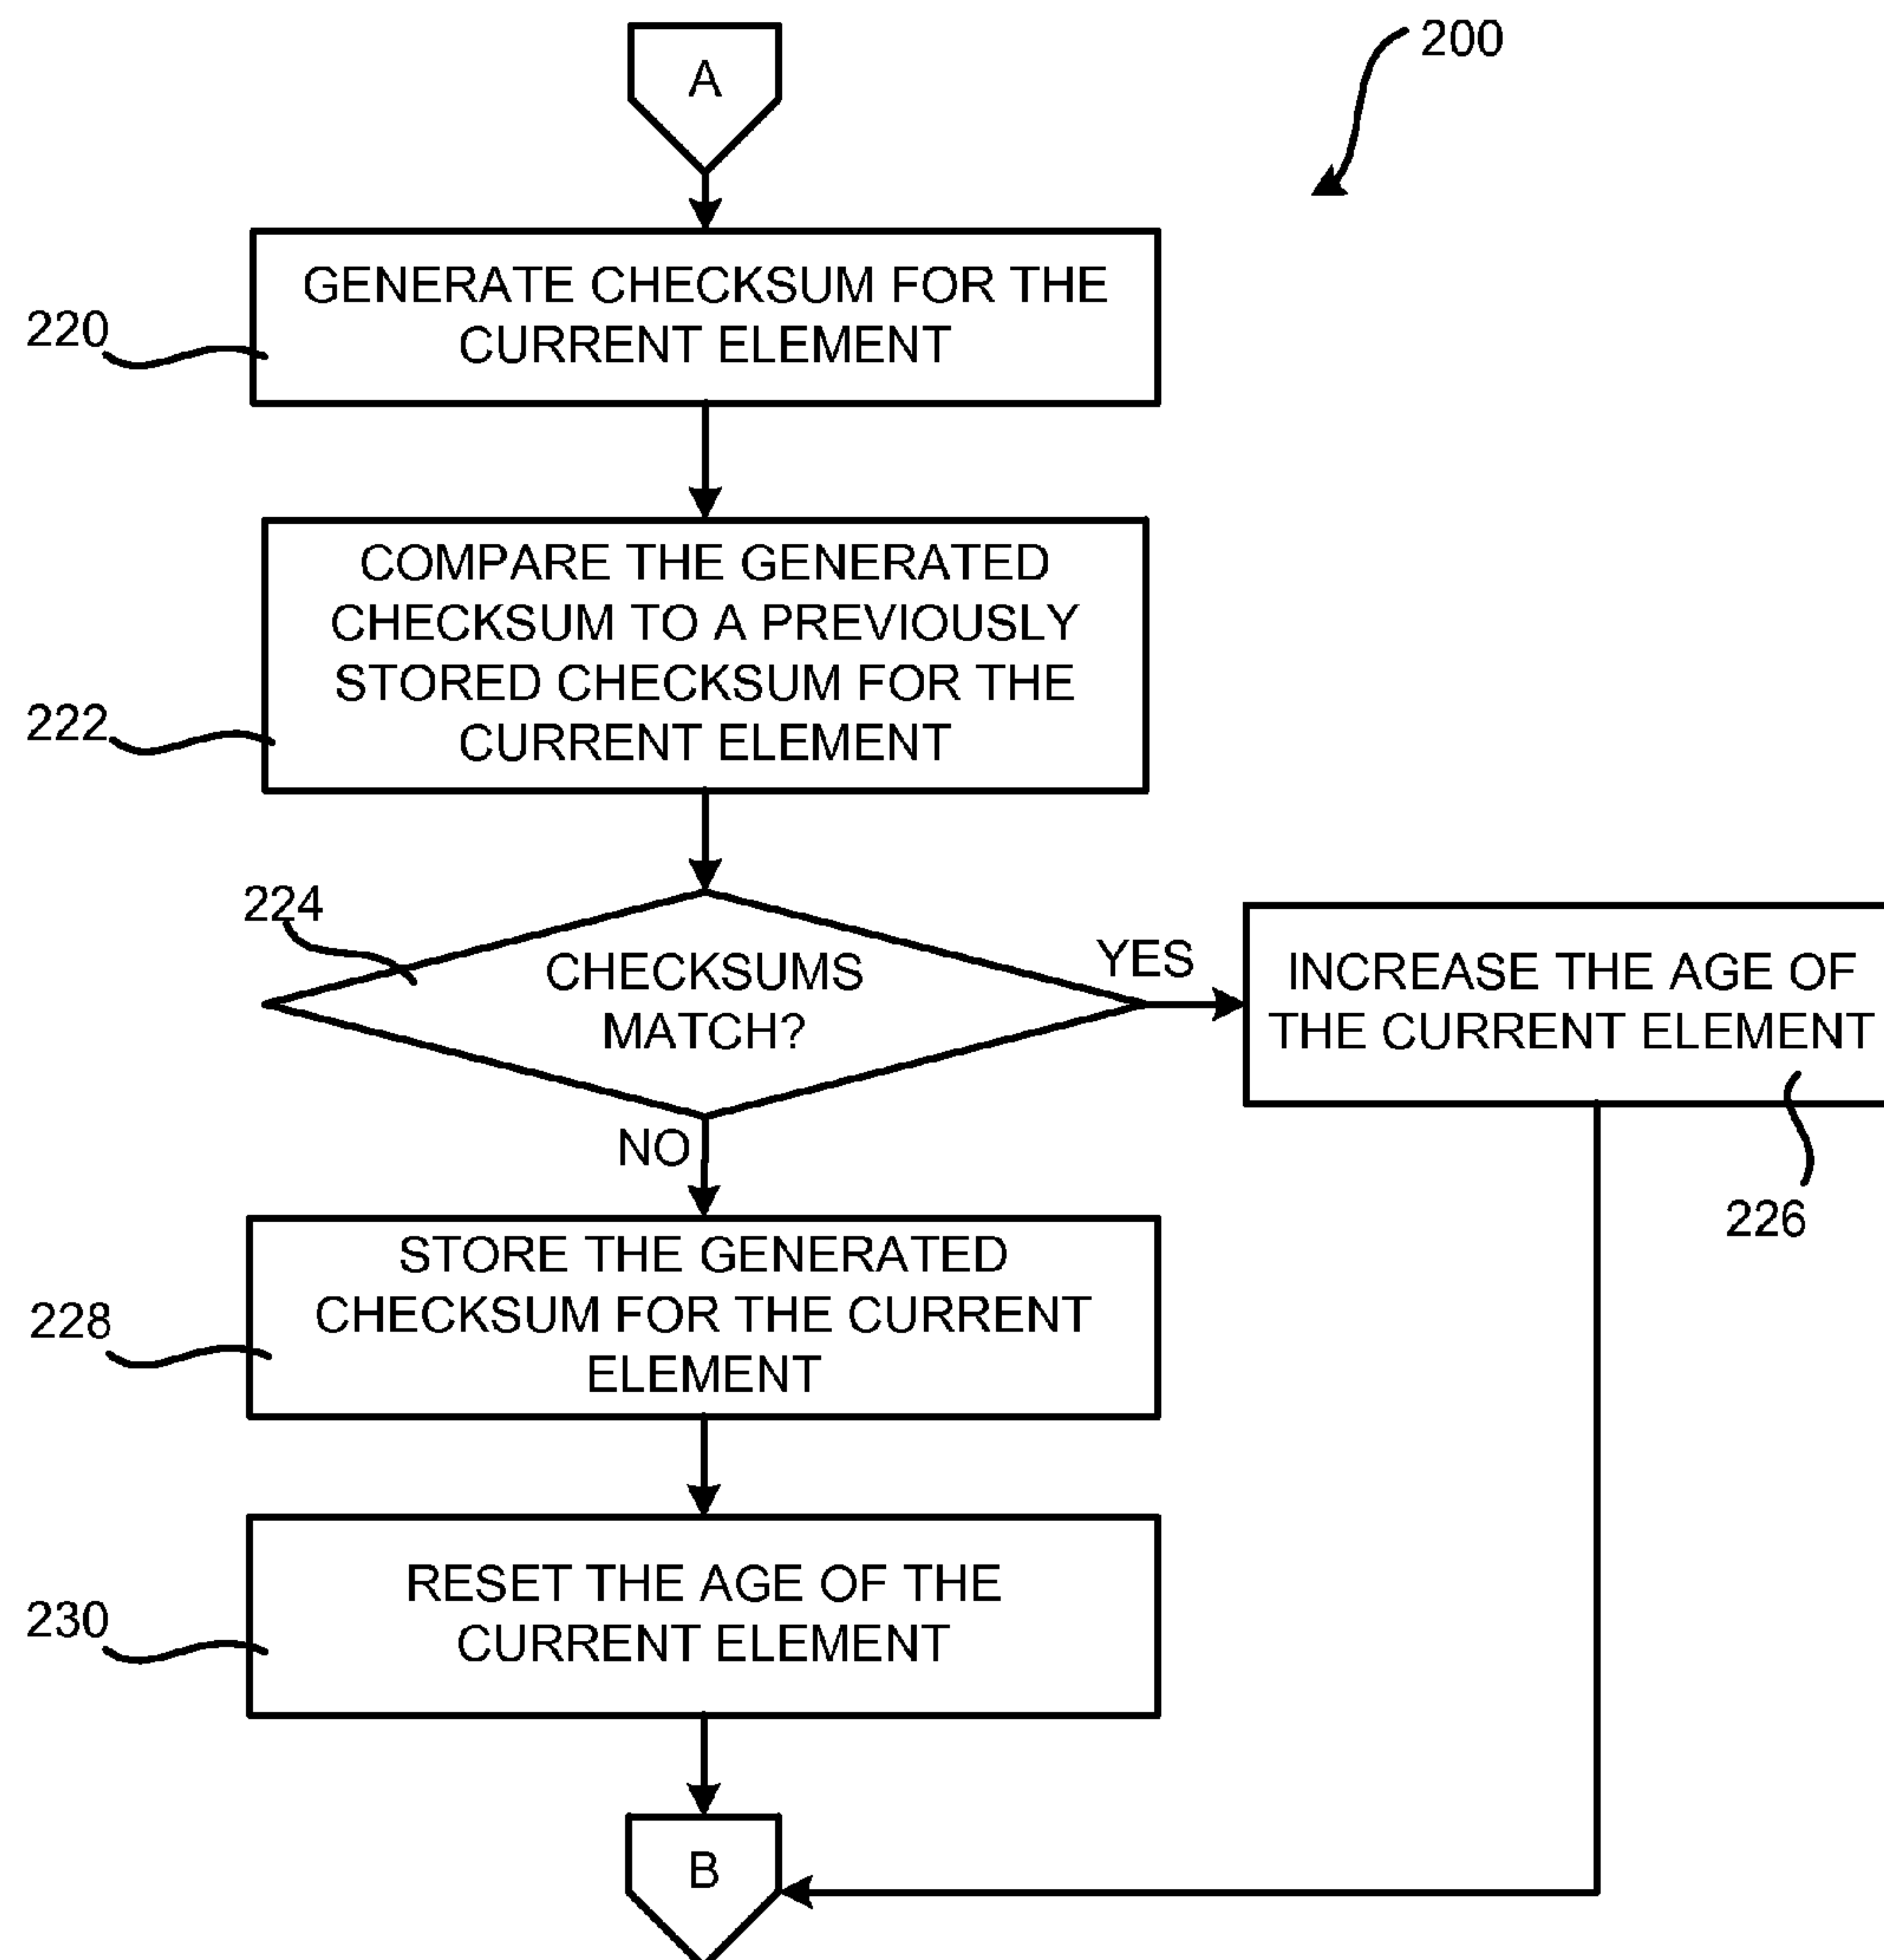 A
200
GENERATE CHECKSUM FOR THE
CURRENT ELEMENT
220
COMPARE THE GENERATED
CHECKSUM TO A PREVIOUSLY
STORED CHECKSUM FOR THE
CURRENT ELEMENT
222
224
CHECKSUMS
MATCH?
YES
INCREASE THE AGE OF
THE CURRENT ELEMENT
226
NO
STORE THE GENERATED
CHECKSUM FOR THE CURRENT
ELEMENT
228
RESET THE AGE OF THE
CURRENT ELEMENT
230
B